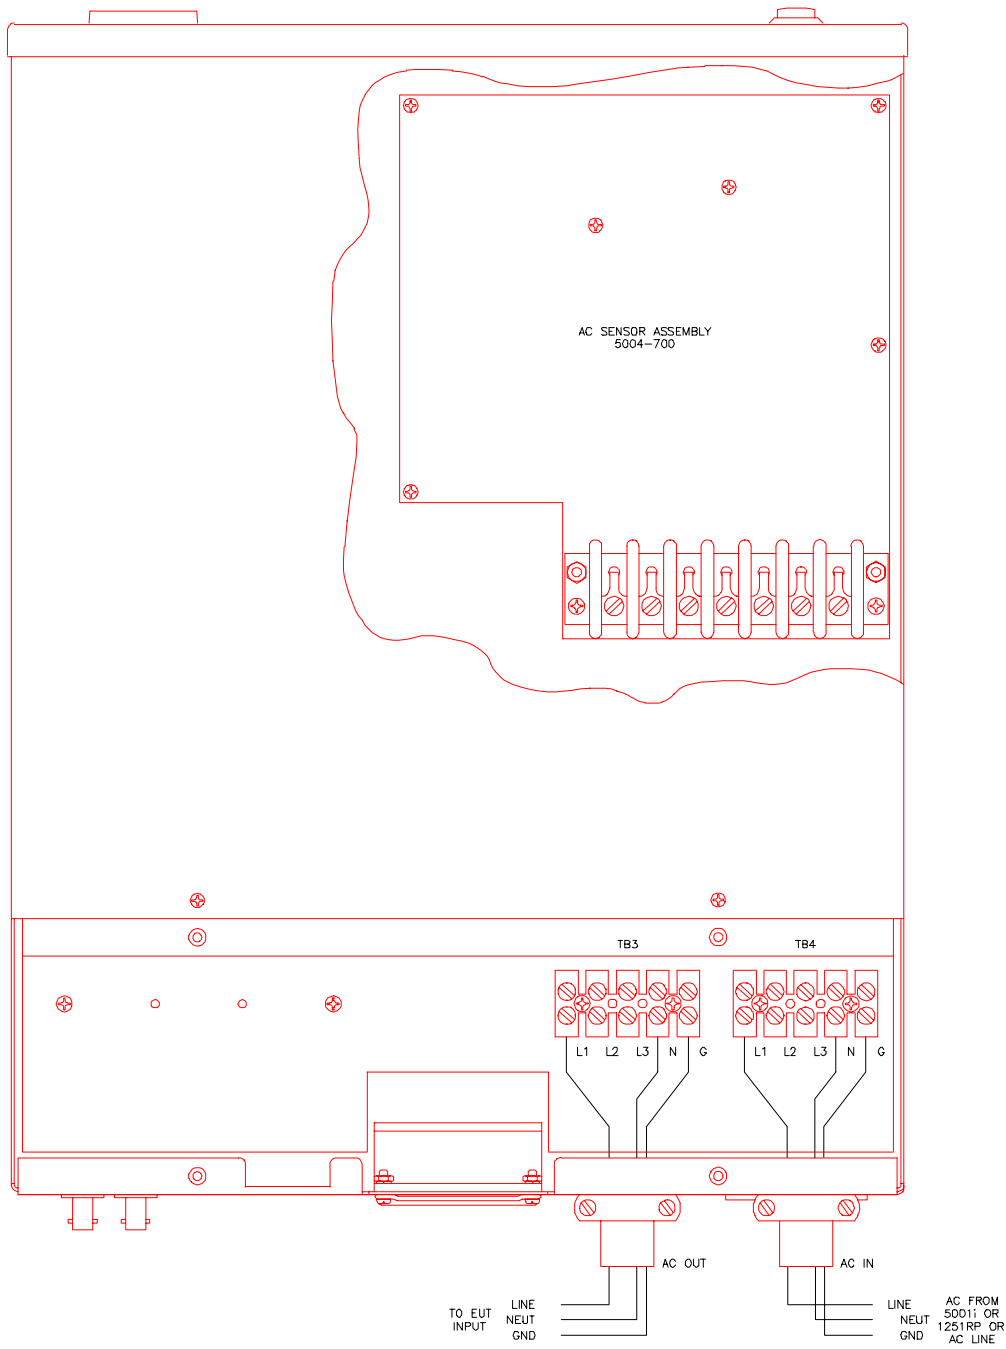 AC SENSOR ASSEMBLY
5004-700
TB3
TB4
L1 L2 L3 N G
L1 L2 L3 N G
AC OUT
AC IN
TO EUT
INPUT
LINE
NEUT
GND
LINE
NEUT
GND
AC FROM
5001i OR
1251RP OR
AC LINE